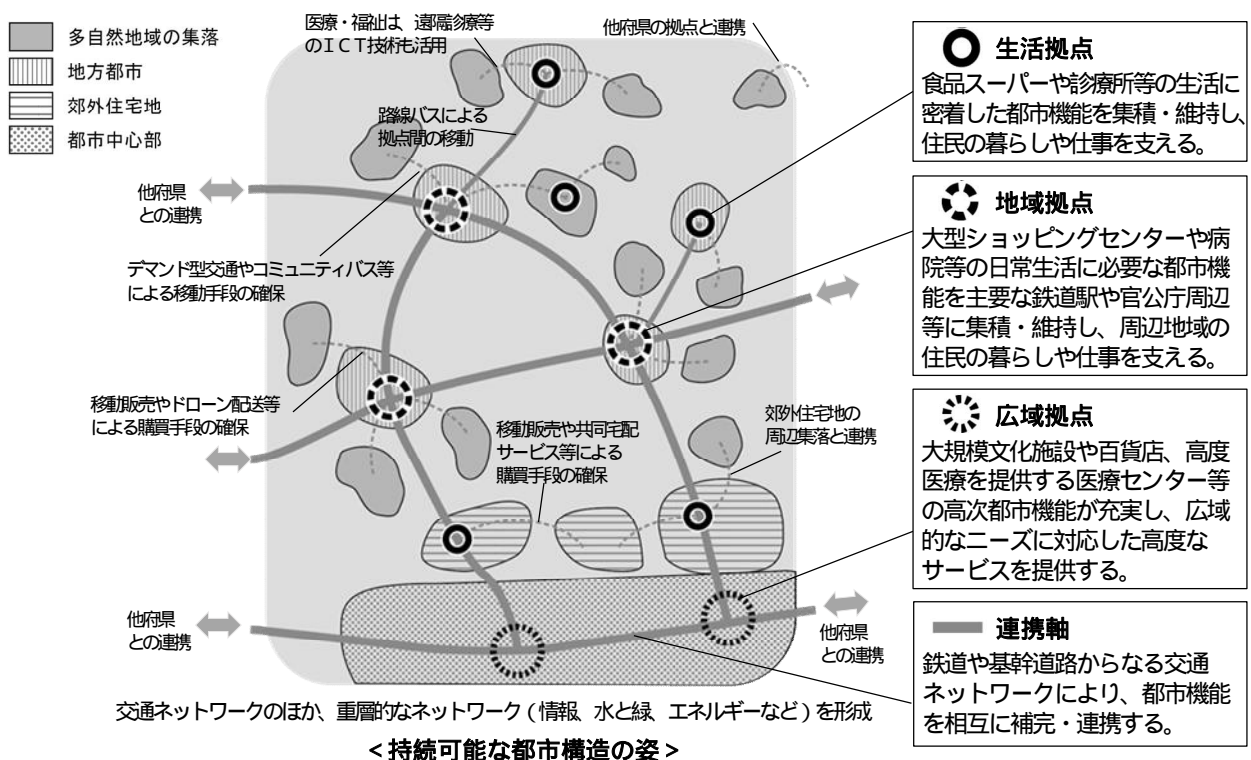 多自然地域の集落
地方都市
郊外住宅地
都市中心部
医療・福祉は、遠隔診療等
のＩＣＴ技術も活用
他府県の拠点と連携
路線バスによる
拠点間の移動
他府県
との連携
デマンド型交通やコミュニティバス等
による移動手段の確保
移動販売やドローン配送等
による購買手段の確保
移動販売や共同宅配
サービス等による
購買手段の確保
郊外住宅地の
周辺集落と連携
他府県
との連携
他府県
との連携
生活拠点
食品スーパーや診療所等の生活に
密着した都市機能を集積・維持し、
住民の暮らしや仕事を支える。
地域拠点
大型ショッピングセンターや病
院等の日常生活に必要な都市機
能を主要な鉄道駅や官公庁周辺
等に集積・維持し、周辺地域の
住民の暮らしや仕事を支える。
広域拠点
大規模文化施設や百貨店、高度
医療を提供する医療センター等
の高次都市機能が充実し、広域
的なニーズに対応した高度な
サービスを提供する。
連携軸
鉄道や基幹道路からなる交通
ネットワークにより、都市機能
を相互に補完・連携する。
交通ネットワークのほか、重層的なネットワーク（情報、水と緑、エネルギーなど）を形成
＜持続可能な都市構造の姿＞